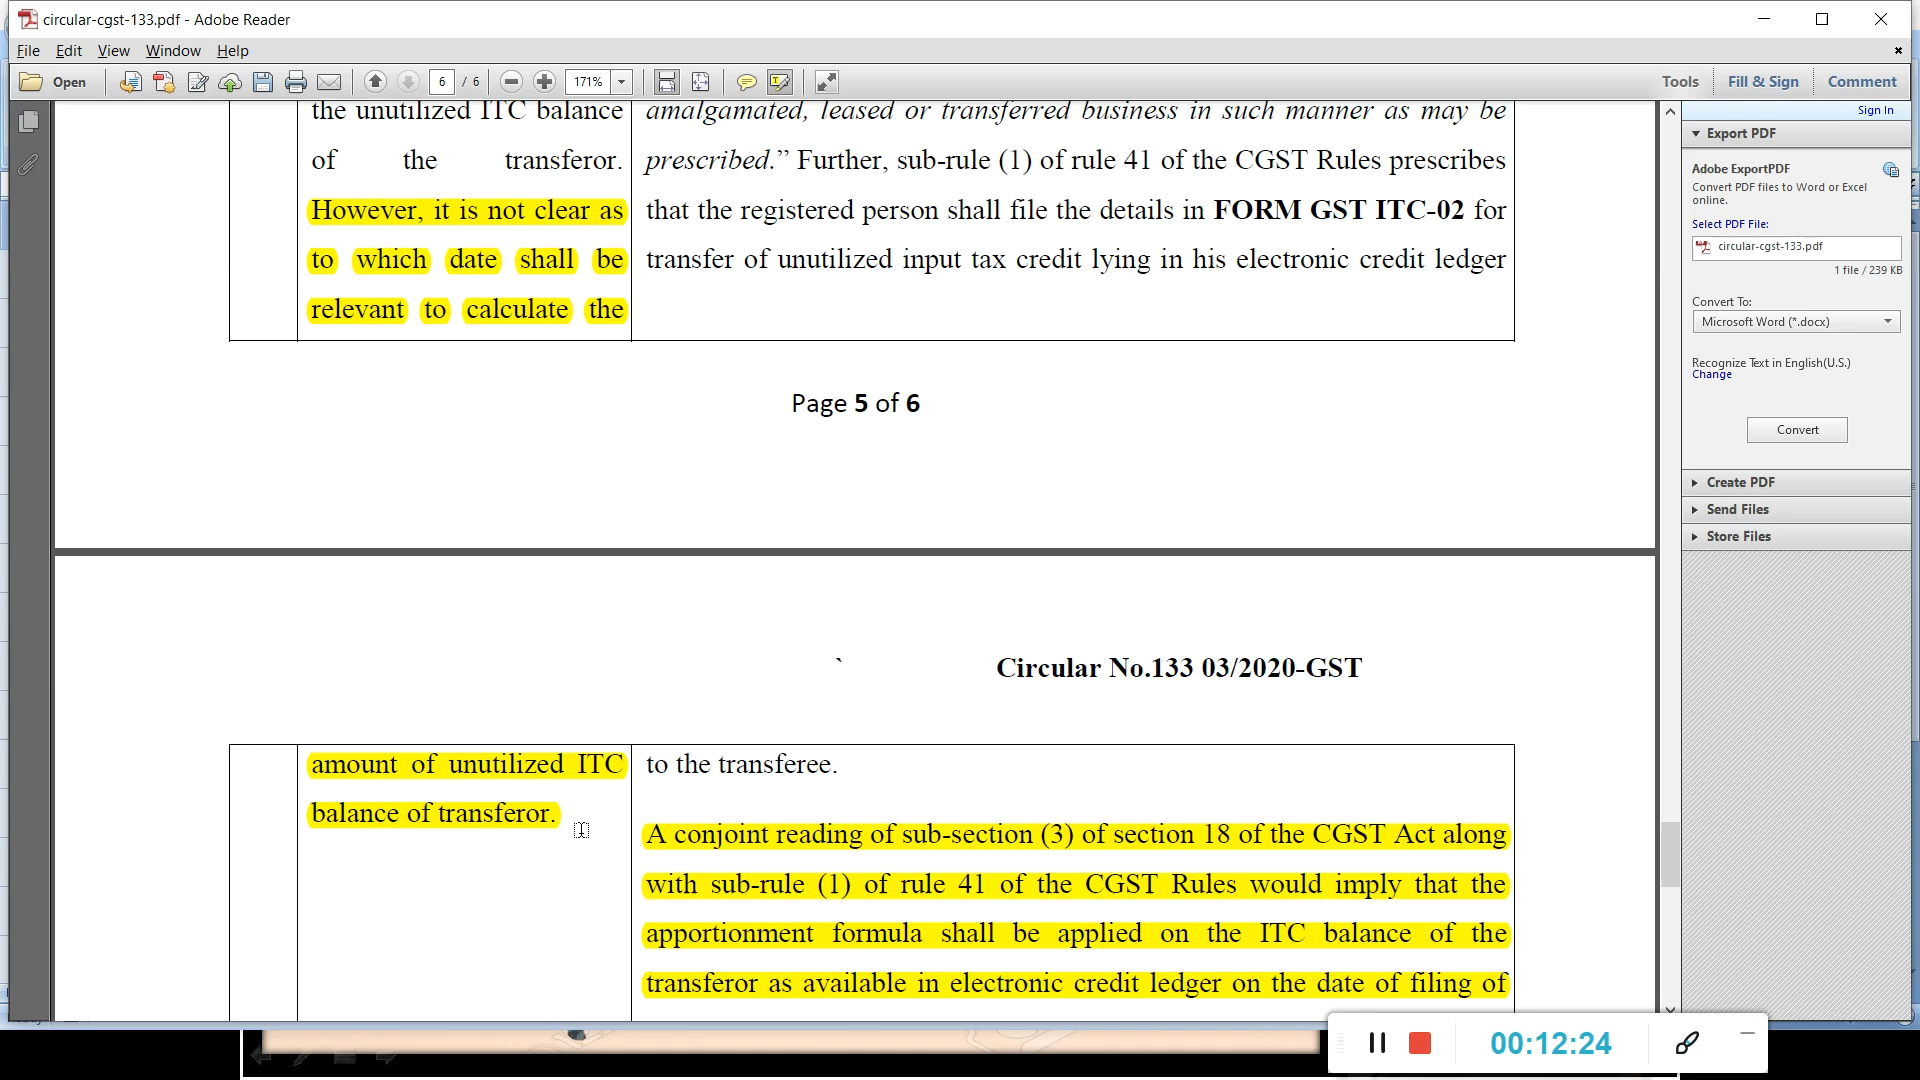 circular-cgst-133.pdf - Adobe Reader
File Edit View Window Help
Open 6 / 6 171% Tools Fill & Sign Comment
Sign In
Export PDF
Adobe ExportPDF
Convert PDF files to Word or Excel
online.
Select PDF File:
circular-cgst-133.pdf
1 file / 239 KB
Convert To:
Microsoft Word (*.docx)
Recognize Text in English(U.S.)
Change
Convert
Create PDF
Send Files
Store Files
the unutilized ITC balance
of the transferor.
However, it is not clear as
to which date shall be
relevant to calculate the
amalgamated, leased or transferred business in such manner as may be
prescribed.” Further, sub-rule (1) of rule 41 of the CGST Rules prescribes
that the registered person shall file the details in FORM GST ITC-02 for
transfer of unutilized input tax credit lying in his electronic credit ledger
Page 5 of 6
` Circular No.133 03/2020-GST
amount of unutilized ITC
balance of transferor.
to the transferee.
A conjoint reading of sub-section (3) of section 18 of the CGST Act along
with sub-rule (1) of rule 41 of the CGST Rules would imply that the
apportionment formula shall be applied on the ITC balance of the
transferor as available in electronic credit ledger on the date of filing of
00:12:24